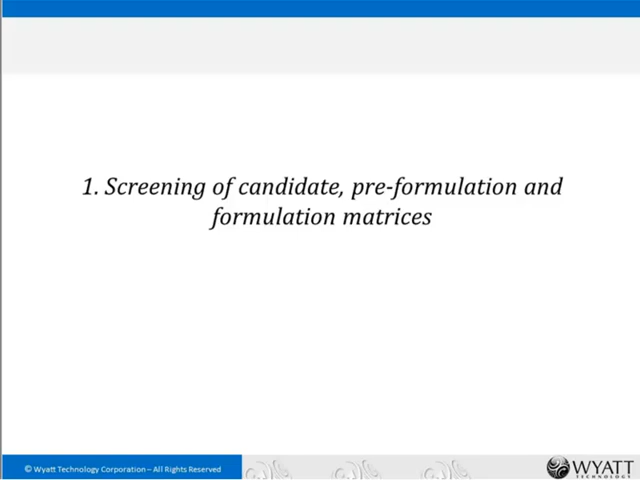 1. Screening of candidate, pre-formulation and
formulation matrices
© Wyatt Technology Corporation – All Rights Reserved
WYATT
TECHNOLOGY